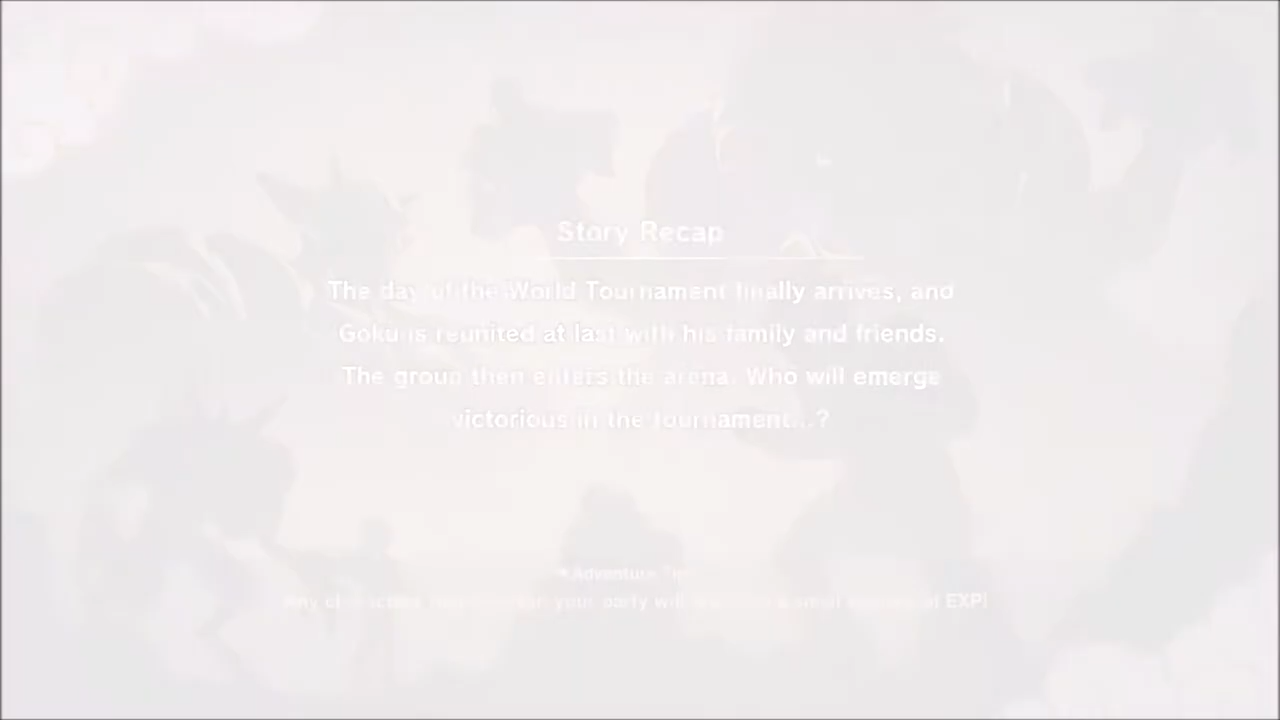 Story Recap
The day of the World Tournament finally arrives, and
Goku is reunited at last with his family and friends.
The group then enters the arena. Who will emerge
victorious in the Tournament...?
Adventure
Any your party will a small of EXP!